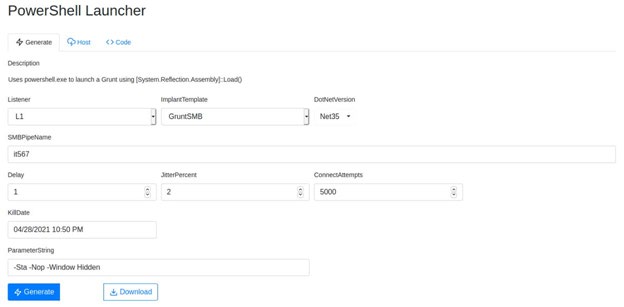 PowerShell Launcher
Generate Host Code
Description
Uses powershell.exe to launch a Grunt using [System.Reflection.Assembly]::Load()
Listener ImplantTemplate DotNetVersion
L1 GruntSMB Net35
SMBPipeName
it567
Delay JitterPercent ConnectAttempts
1 2 5000
KillDate
04/28/2021 10:50 PM
ParameterString
-Sta -Nop -Window Hidden
Generate Download